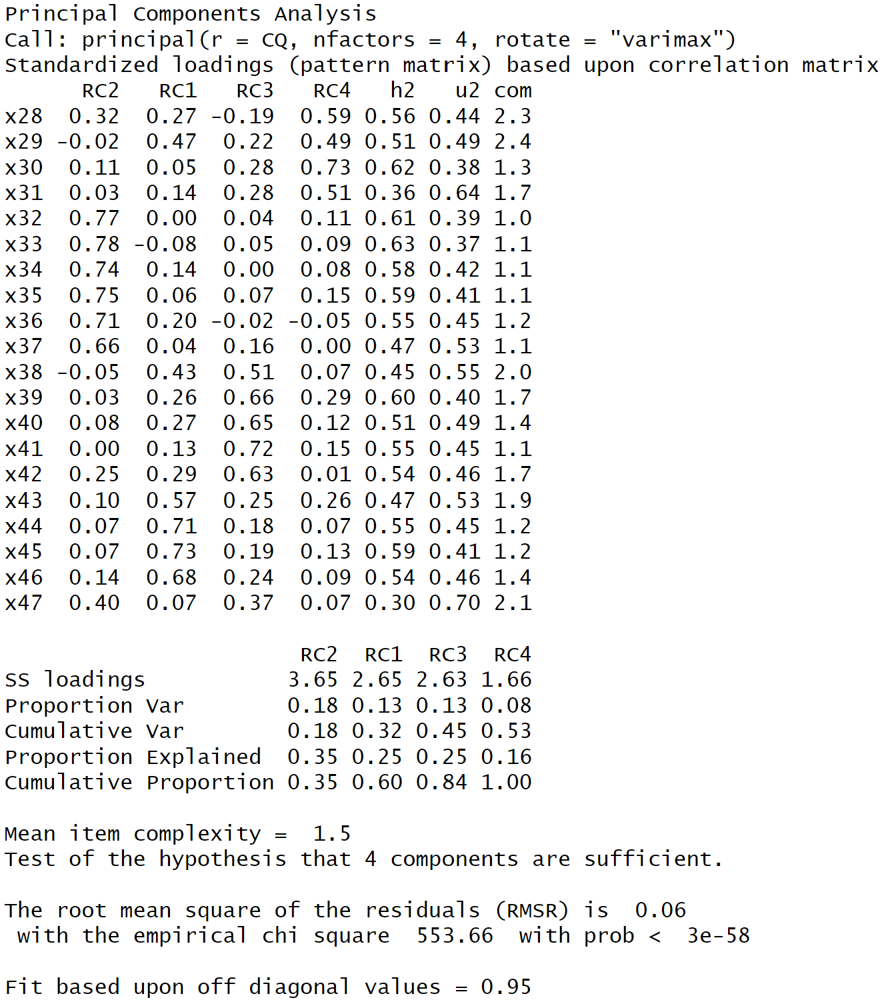 Principal Components Analysis
Call: principal(r = CQ, nfactors = 4, rotate = "varimax")
Standardized loadings (pattern matrix) based upon correlation matrix
      RC2   RC1   RC3   RC4   h2   u2 com
x28  0.32  0.27 -0.19  0.59 0.56 0.44 2.3
x29 -0.02  0.47  0.22  0.49 0.51 0.49 2.4
x30  0.11  0.05  0.28  0.73 0.62 0.38 1.3
x31  0.03  0.14  0.28  0.51 0.36 0.64 1.7
x32  0.77  0.00  0.04  0.11 0.61 0.39 1.0
x33  0.78 -0.08  0.05  0.09 0.63 0.37 1.1
x34  0.74  0.14  0.00  0.08 0.58 0.42 1.1
x35  0.75  0.06  0.07  0.15 0.59 0.41 1.1
x36  0.71  0.20 -0.02 -0.05 0.55 0.45 1.2
x37  0.66  0.04  0.16  0.00 0.47 0.53 1.1
x38 -0.05  0.43  0.51  0.07 0.45 0.55 2.0
x39  0.03  0.26  0.66  0.29 0.60 0.40 1.7
x40  0.08  0.27  0.65  0.12 0.51 0.49 1.4
x41  0.00  0.13  0.72  0.15 0.55 0.45 1.1
x42  0.25  0.29  0.63  0.01 0.54 0.46 1.7
x43  0.10  0.57  0.25  0.26 0.47 0.53 1.9
x44  0.07  0.71  0.18  0.07 0.55 0.45 1.2
x45  0.07  0.73  0.19  0.13 0.59 0.41 1.2
x46  0.14  0.68  0.24  0.09 0.54 0.46 1.4
x47  0.40  0.07  0.37  0.07 0.30 0.70 2.1
                       RC2  RC1  RC3  RC4
SS loadings           3.65 2.65 2.63 1.66
Proportion Var        0.18 0.13 0.13 0.08
Cumulative Var        0.18 0.32 0.45 0.53
Proportion Explained  0.35 0.25 0.25 0.16
Cumulative Proportion 0.35 0.60 0.84 1.00
Mean item complexity =  1.5
Test of the hypothesis that 4 components are sufficient.
The root mean square of the residuals (RMSR) is  0.06
 with the empirical chi square  553.66  with prob <  3e-58
Fit based upon off diagonal values = 0.95